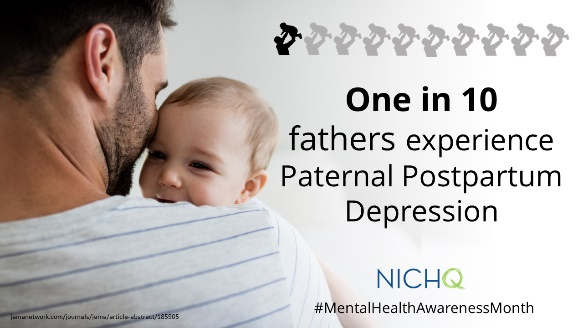 One in 10
fathers experience
Paternal Postpartum
Depression
NICHQ
#MentalHealthAwarenessMonth
jamanetwork.com/journals/jama/article-abstract/185905